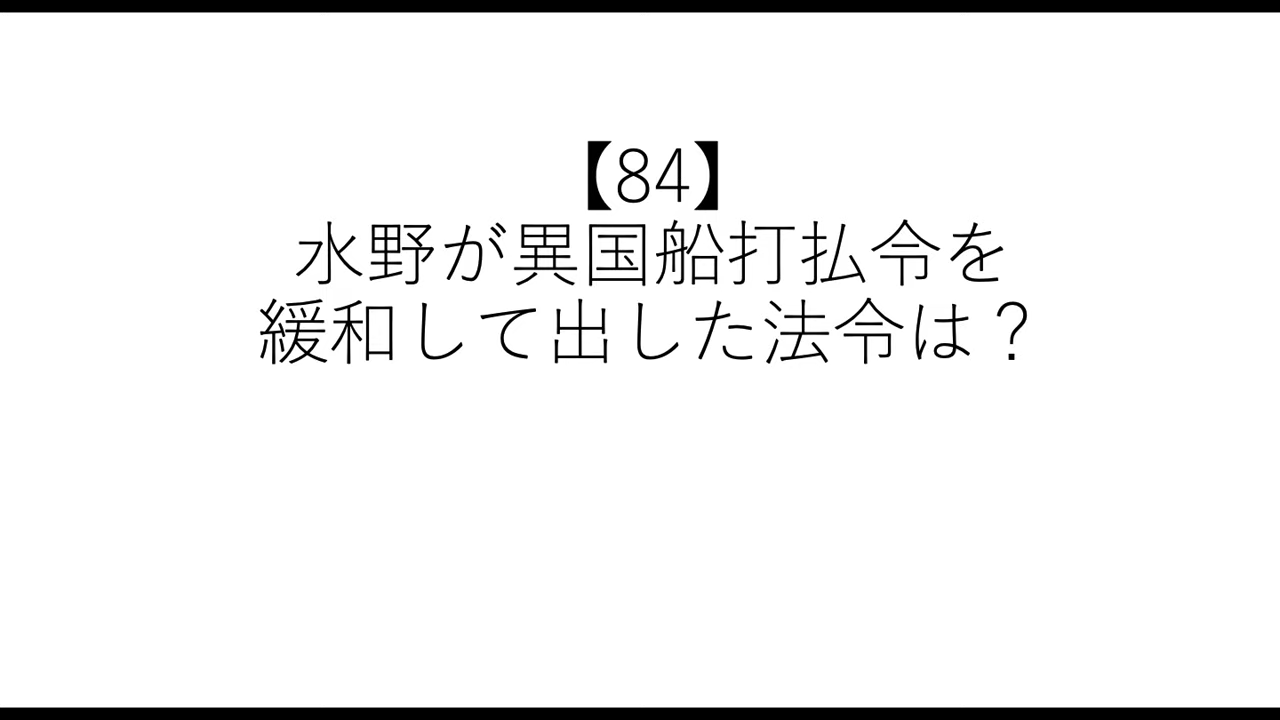 【84】
水野が異国船打払令を
緩和して出した法令は？